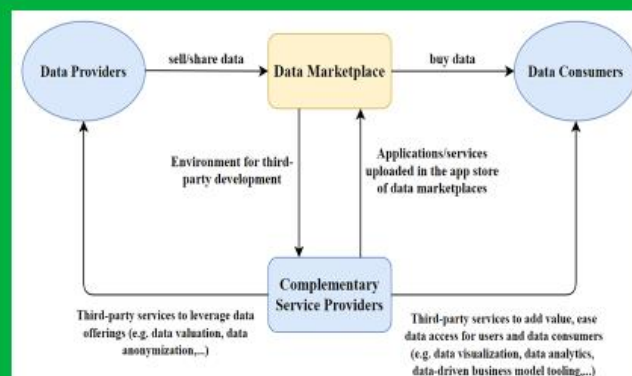 sell/share data
buy data
Data Providers
Data Marketplace
Data Consumers
Environment for third-
party development
Applications/services
uploaded in the app store
of data marketplaces
Complementary
Service Providers
Third-party services to leverage data
offerings (e.g. data valuation, data
anonymization,...)
Third-party services to add value, ease
data access for users and data consumers
(e.g. data visualization, data analytics,
data-driven business model tooling,...)